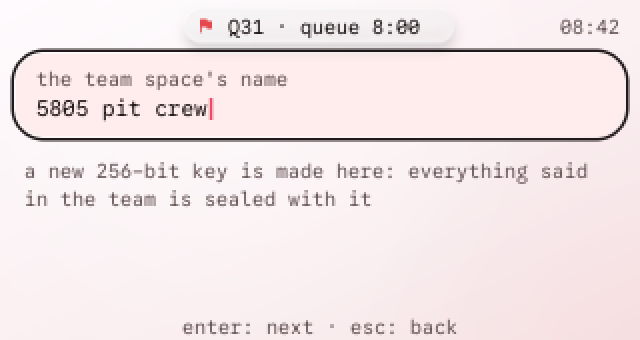 Q31 · queue 8:00
08:42
the team space's name
5805 pit crew
a new 256-bit key is made here: everything said
in the team is sealed with it
enter: next · esc: back